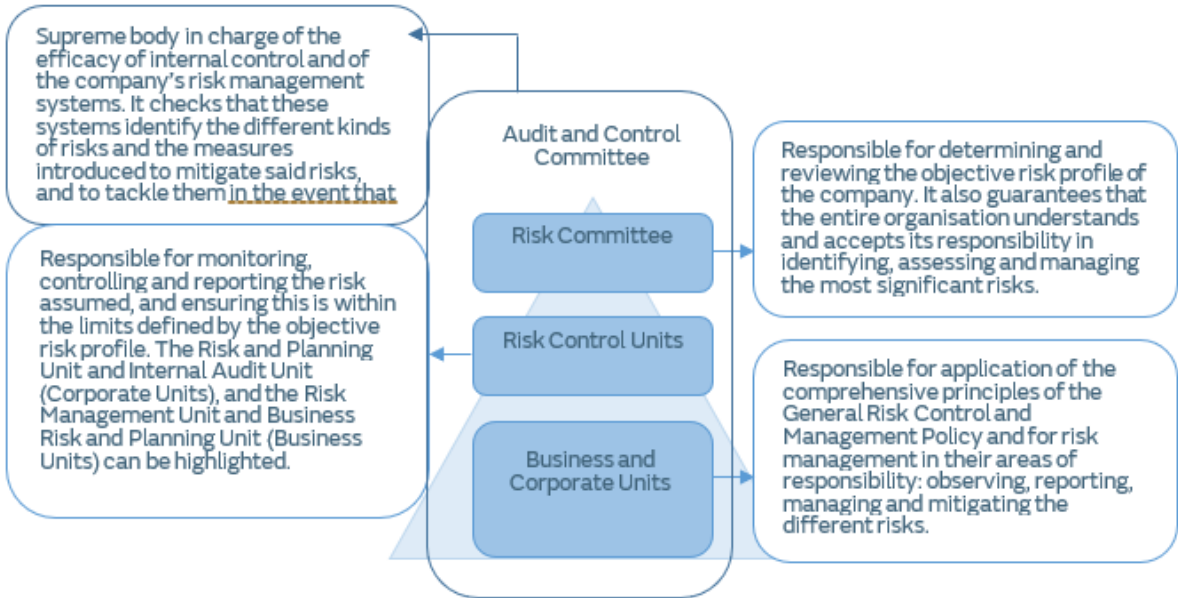 Supreme body in charge of the
efficacy of internal control and of
the company's risk management
systems. It checks that these
systems identify the different kinds
of risks and the measures
introduced to mitigate said risks,
and to tackle them in the event that
Audit and Control
Committee
Risk Committee
Responsible for determining and
reviewing the objective risk profile of
the company. It also guarantees that
the entire organisation understands
and accepts its responsibility in
identifying, assessing and managing
the most significant risks.
Responsible for monitoring,
controlling and reporting the risk
assumed, and ensuring this is within
the limits defined by the objective
risk profile. The Risk and Planning
Unit and Internal Audit Unit
(Corporate Units), and the Risk
Management Unit and Business
Risk and Planning Unit (Business
Units) can be highlighted.
Risk Control Units
Business and
Corporate Units
Responsible for application of the
comprehensive principles of the
General Risk Control and
Management Policy and for risk
management in their areas of
responsibility: observing, reporting,
managing and mitigating the
different risks.